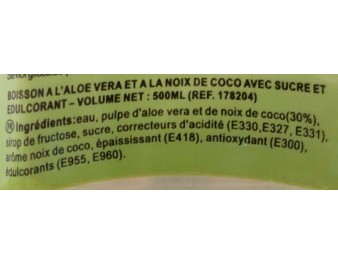 BOISSON A L'ALOE VERA ET A LA NOIX DE COCO AVEC SUCRE ET
EDULCORANT – VOLUME NET : 500ML (REF. 178204)
FR Ingrédients:eau, pulpe d'aloe vera et de noix de coco(30%),
sirop de fructose, sucre, correcteurs d'acidité (E330,E327, E331),
arôme noix de coco, épaississant (E418), antioxydant (E300),
édulcorants (E955, E960).